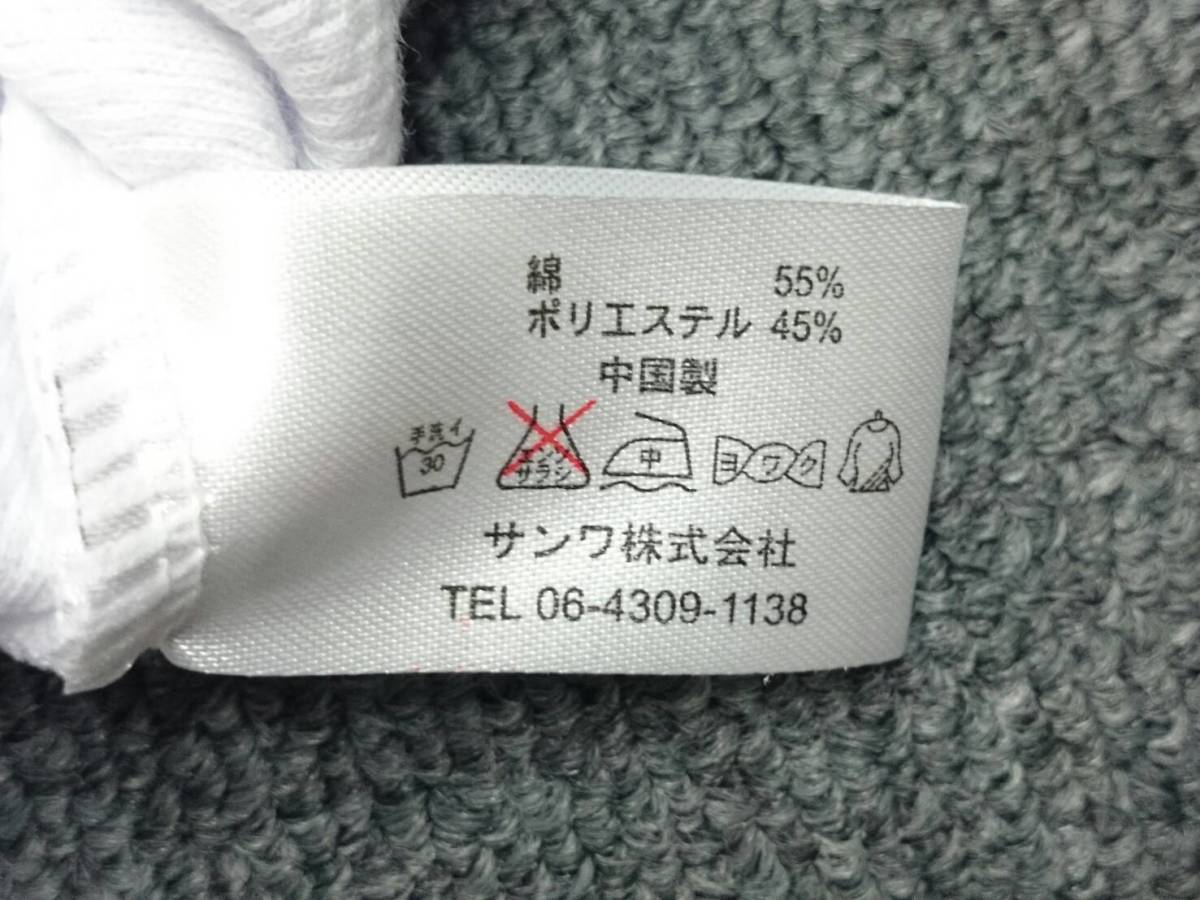 綿 55%
ポリエステル 45%
中国製
手洗イ 30 エンソサラシ 中 ヨワク
サンワ株式会社
TEL 06-4309-1138